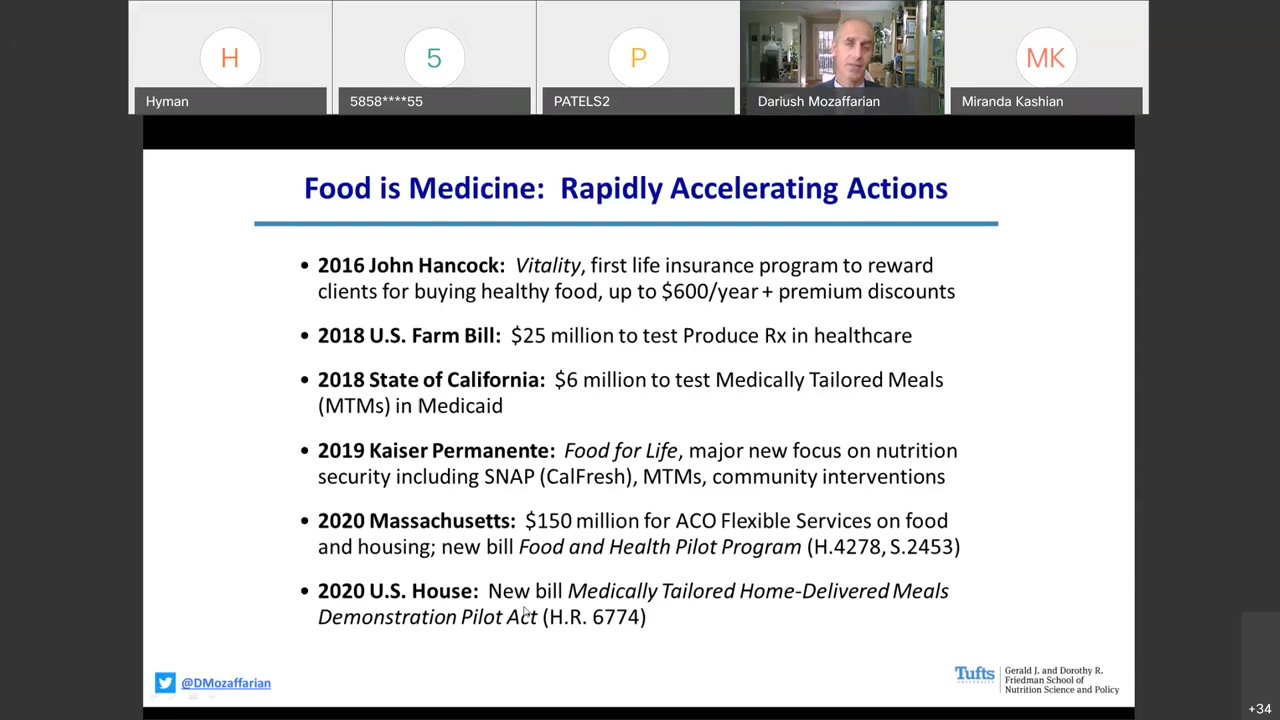 H
5
P
MK
Hyman
5858****55
PATELS2
Dariush Mozaffarian
Miranda Kashian
Food is Medicine: Rapidly Accelerating Actions
• 2016 John Hancock: Vitality, first life insurance program to reward
clients for buying healthy food, up to $600/year + premium discounts
• 2018 U.S. Farm Bill: $25 million to test Produce Rx in healthcare
• 2018 State of California: $6 million to test Medically Tailored Meals
(MTMs) in Medicaid
• 2019 Kaiser Permanente: Food for Life, major new focus on nutrition
security including SNAP (CalFresh), MTMs, community interventions
• 2020 Massachusetts: $150 million for ACO Flexible Services on food
and housing; new bill Food and Health Pilot Program (H.4278, S.2453)
• 2020 U.S. House: New bill Medically Tailored Home-Delivered Meals
Demonstration Pilot Act (H.R. 6774)
@DMozaffarian
Tufts
UNIVERSITY
Gerald J. and Dorothy R.
Friedman School of
Nutrition Science and Policy
+34